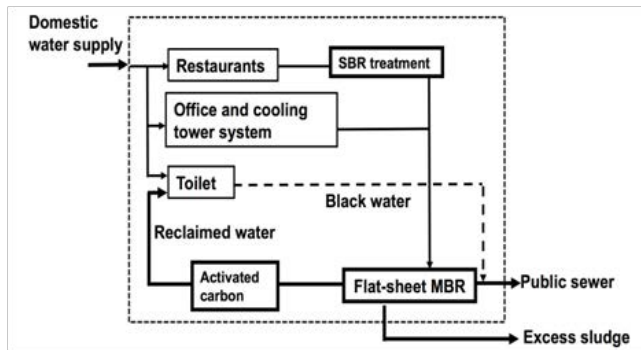 Domestic
water supply
Restaurants
SBR treatment
Office and cooling
tower system
Toilet
Black water
Reclaimed water
Activated
carbon
Flat-sheet MBR
Public sewer
Excess sludge